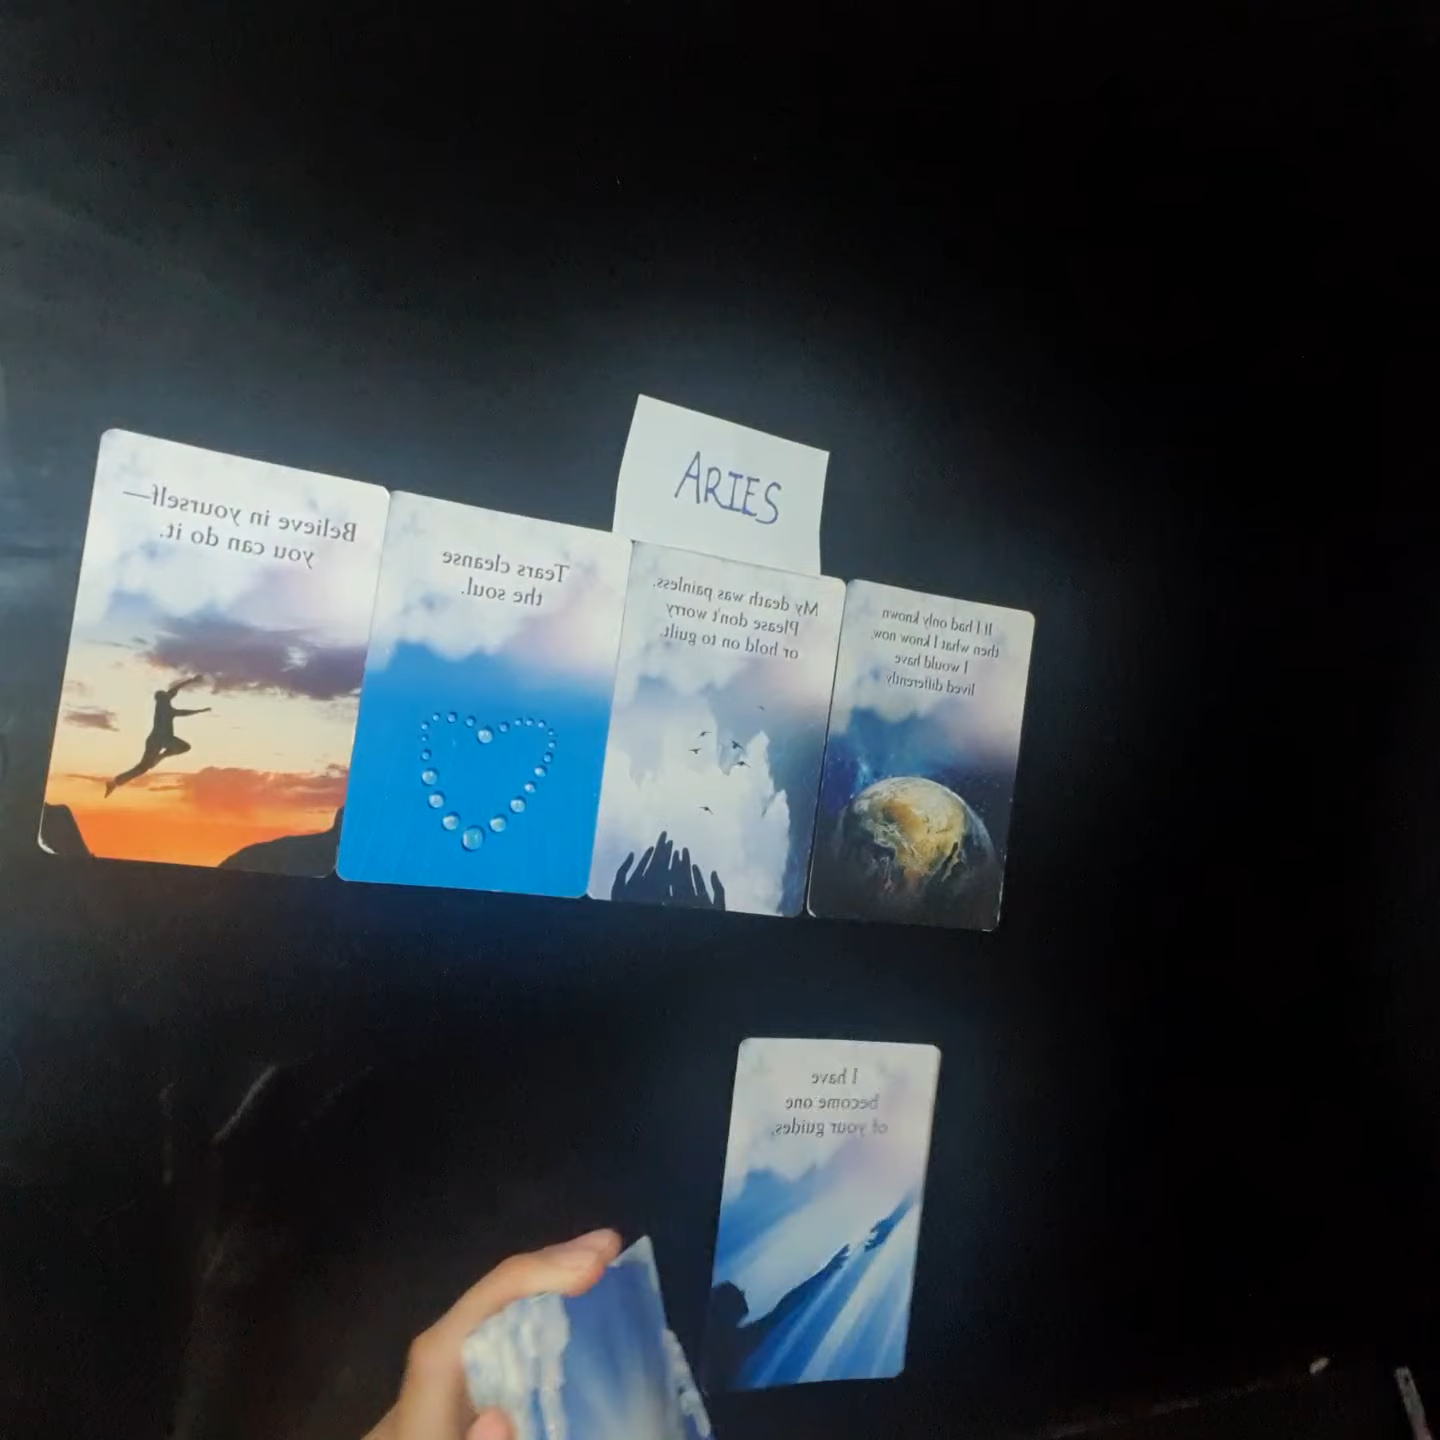 ARIES
Believe in yourself—
you can do it.
Tears cleanse
the soul.
My death was painless.
Please don't worry
or hold on to guilt.
If I had only known
then what I know now,
I would have
lived differently
I have
become one
of your guides.